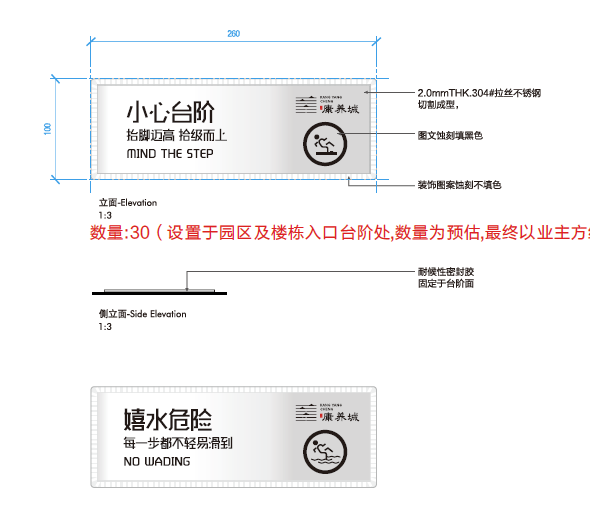 260
100
小心台阶
抬脚迈高 拾级而上
MIND THE STEP
KANG YANG
CHENG
康养城
2.0mmTHK.304#拉丝不锈钢
切割成型，
图文蚀刻填黑色
装饰图案蚀刻不填色
立面-Elevation
1:3
数量:30（设置于园区及楼栋入口台阶处,数量为预估,最终以业主方
耐候性密封胶
固定于台阶面
侧立面-Side Elevation
1:3
嬉水危险
每一步都不轻易滑到
NO WADING
KANG YANG
CHENG
康养城